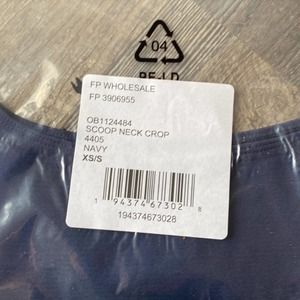 04
PE-LD
FP WHOLESALE
FP 3906955
OB1124484
SCOOP NECK CROP
4405
NAVY
XS/S
1 94374 67302 8
194374673028